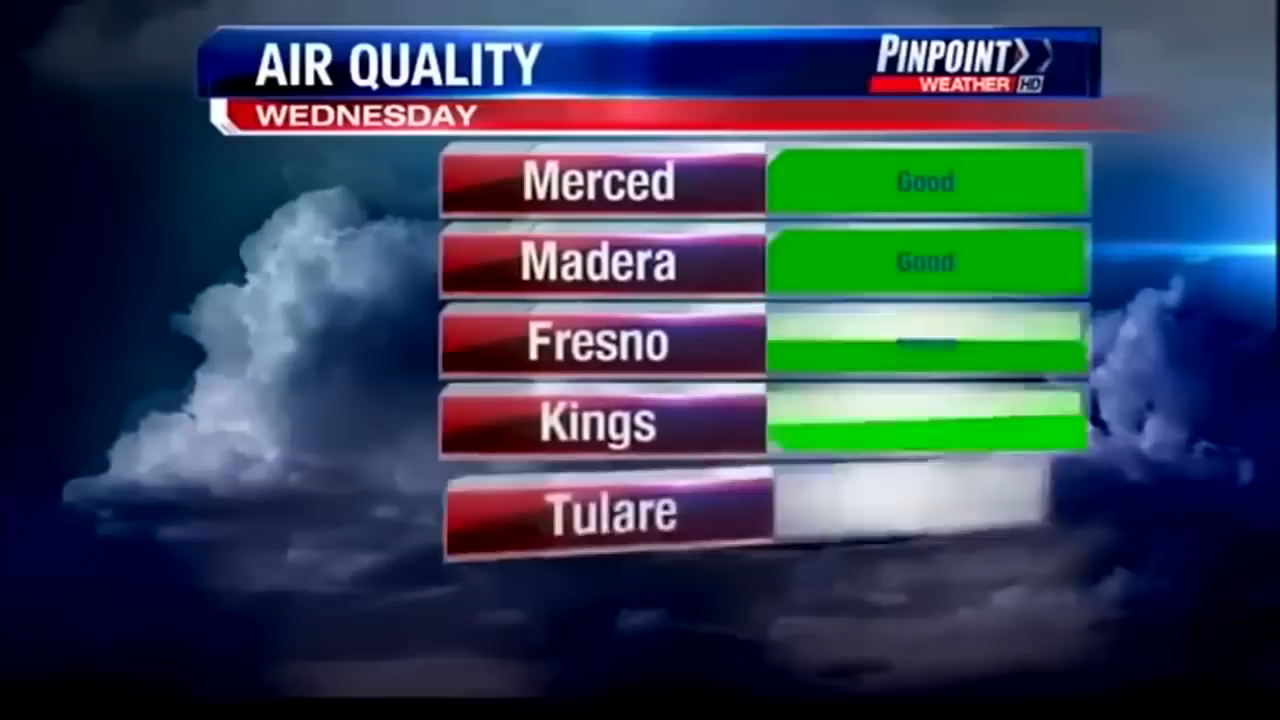 AIR QUALITY
PINPOINT
WEATHER HD
WEDNESDAY
Merced Good
Madera Good
Fresno
Kings
Tulare